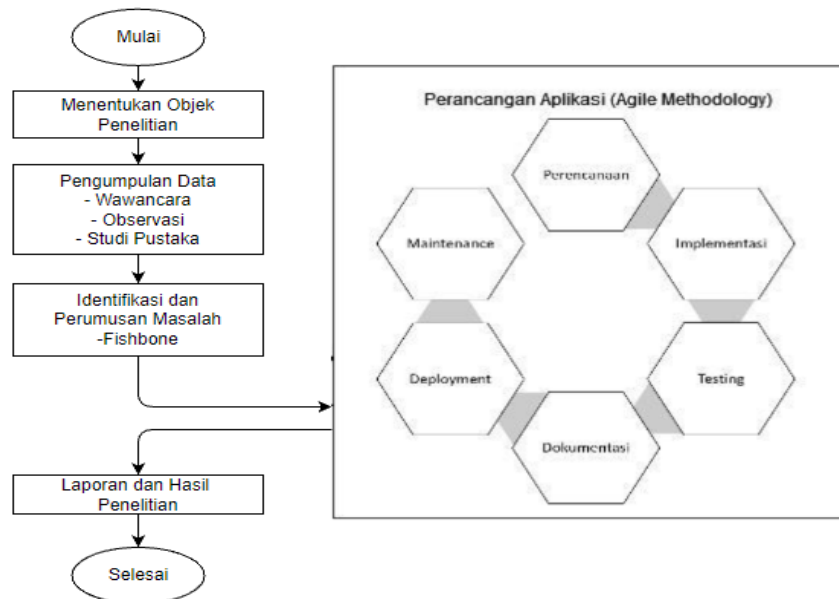 Mulai
Menentukan Objek
Penelitian
Pengumpulan Data
- Wawancara
- Observasi
- Studi Pustaka
Identifikasi dan
Perumusan Masalah
-Fishbone
Perancangan Aplikasi (Agile Methodology)
Perencanaan
Implementasi
Testing
Dokumentasi
Deployment
Maintenance
Laporan dan Hasil
Penelitian
Selesai